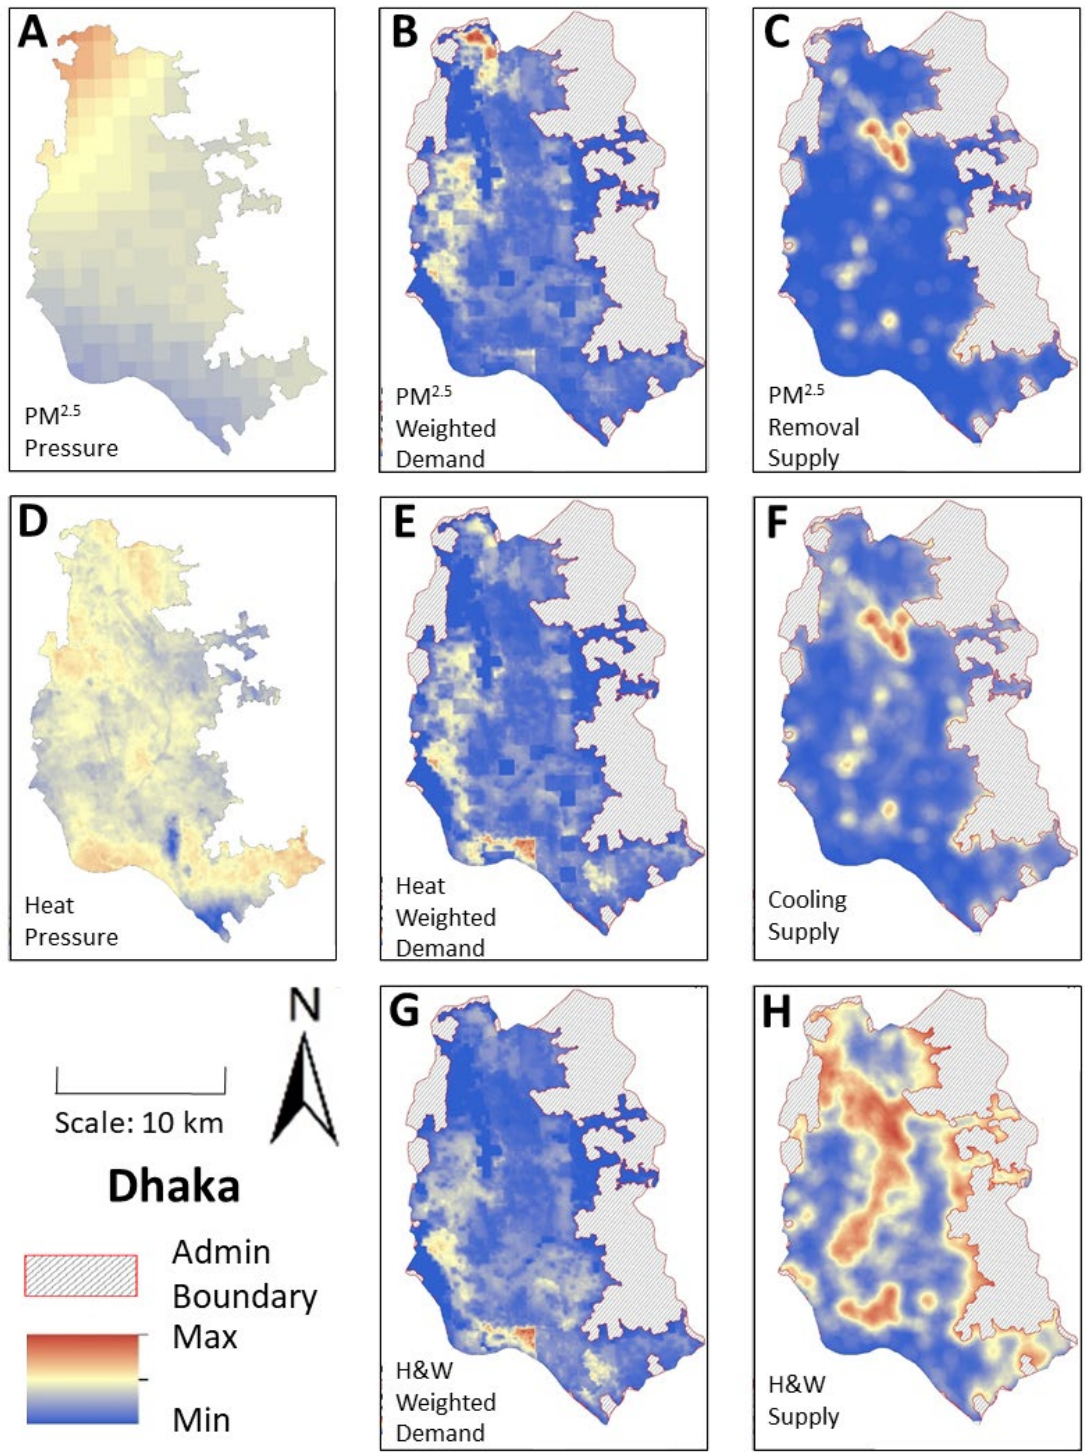 A
PM2.5
Pressure
B
PM2.5
Weighted
Demand
C
PM2.5
Removal
Supply
D
Heat
Pressure
E
Heat
Weighted
Demand
F
Cooling
Supply
Scale: 10 km
N
Dhaka
Admin
Boundary
Max
Min
G
H&W
Weighted
Demand
H
H&W
Supply